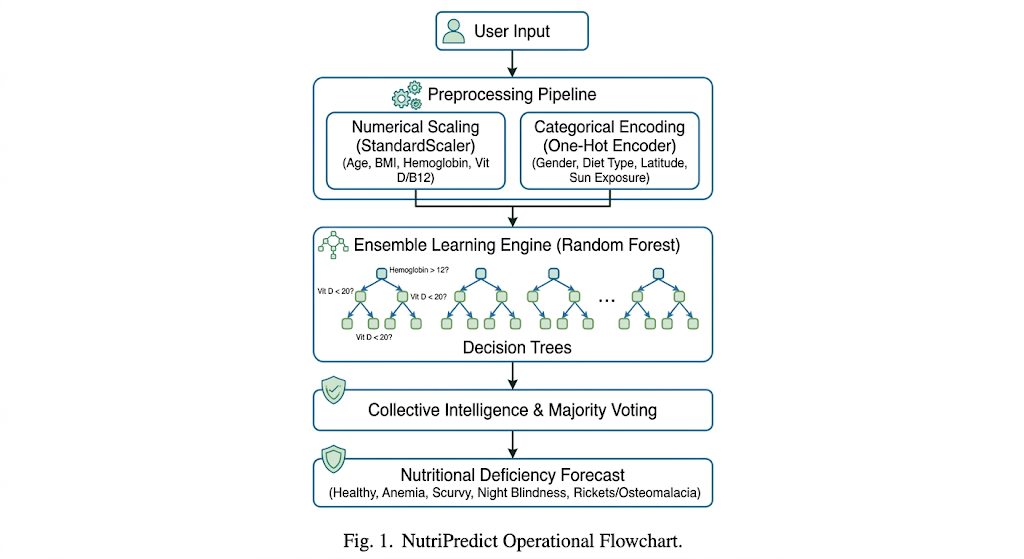 User Input
Preprocessing Pipeline
Numerical Scaling
(StandardScaler)
(Age, BMI, Hemoglobin, Vit
D/B12)
Categorical Encoding
(One-Hot Encoder)
(Gender, Diet Type, Latitude,
Sun Exposure)
Ensemble Learning Engine (Random Forest)
Hemoglobin > 12?
Vit D < 20?
Vit D < 20?
...
Vit D < 20?
Decision Trees
Collective Intelligence & Majority Voting
Nutritional Deficiency Forecast
(Healthy, Anemia, Scurvy, Night Blindness, Rickets/Osteomalacia)
Fig. 1. NutriPredict Operational Flowchart.